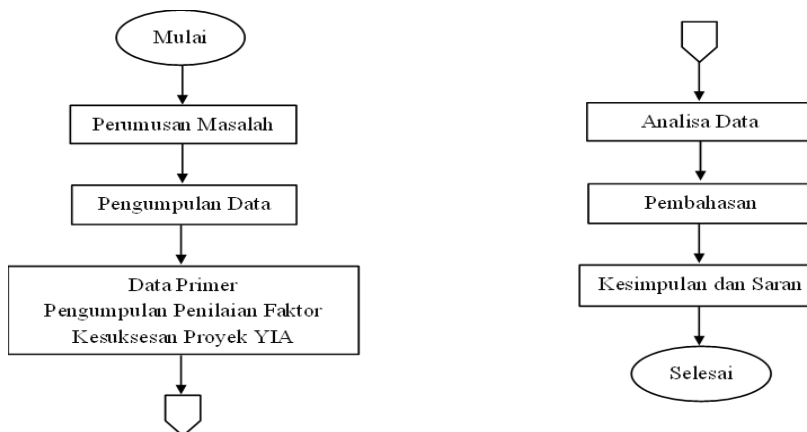 Mulai
Perumusan Masalah
Pengumpulan Data
Data Primer
Pengumpulan Penilaian Faktor
Kesuksesan Proyek YIA
Analisa Data
Pembahasan
Kesimpulan dan Saran
Selesai